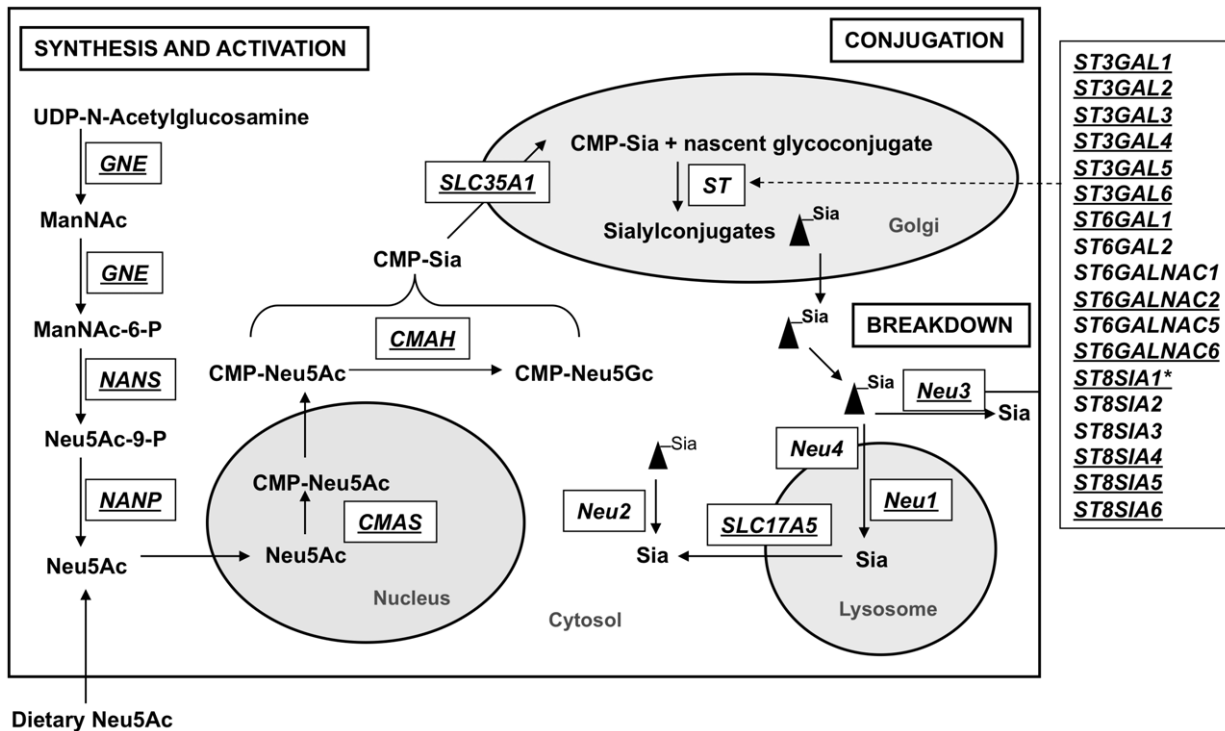 SYNTHESIS AND ACTIVATION
UDP-N-Acetylglucosamine
GNE
ManNAc
GNE
ManNAc-6-P
NANS
Neu5Ac-9-P
NANP
Neu5Ac
Dietary Neu5Ac
Neu5Ac
CMAS
CMP-Neu5Ac
Nucleus
CMP-Neu5Ac
CMAH
CMP-Neu5Gc
CMP-Sia
SLC35A1
CONJUGATION
CMP-Sia + nascent glycoconjugate
ST
Sialylconjugates
Sia
Golgi
Sia
BREAKDOWN
Sia
Neu3
Sia
Neu4
Neu1
Sia
Lysosome
SLC17A5
Sia
Neu2
Sia
Cytosol
ST3GAL1
ST3GAL2
ST3GAL3
ST3GAL4
ST3GAL5
ST3GAL6
ST6GAL1
ST6GAL2
ST6GALNAC1
ST6GALNAC2
ST6GALNAC5
ST6GALNAC6
ST8SIA1*
ST8SIA2
ST8SIA3
ST8SIA4
ST8SIA5
ST8SIA6